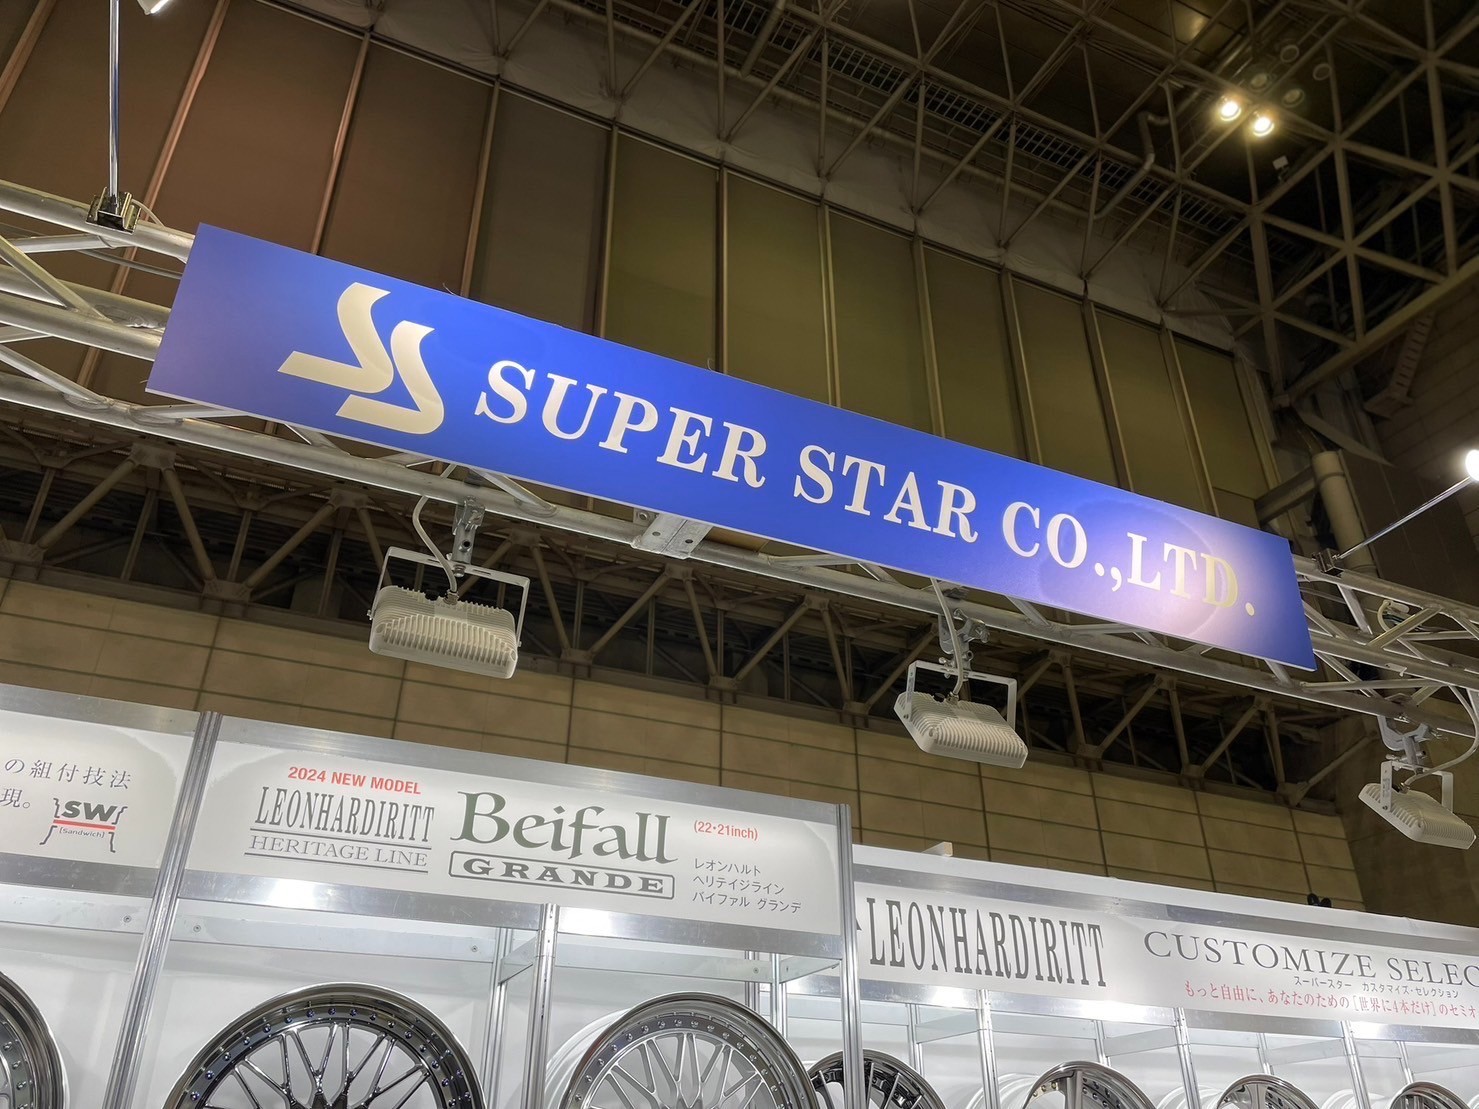 SUPER STAR CO.,LTD.
の組付技法
現。
SW
[Sandwich]
2024 NEW MODEL
LEONHARDIRITT
HERITAGE LINE
Beifall
GRANDE
(22・21inch)
レオンハルト
ヘリテイジライン
バイファル グランデ
LEONHARDIRITT
CUSTOMIZE SELEC
スーパースター カスタマイズ・セレクション
もっと自由に、あなたのための［世界に4本だけ］のセミオ